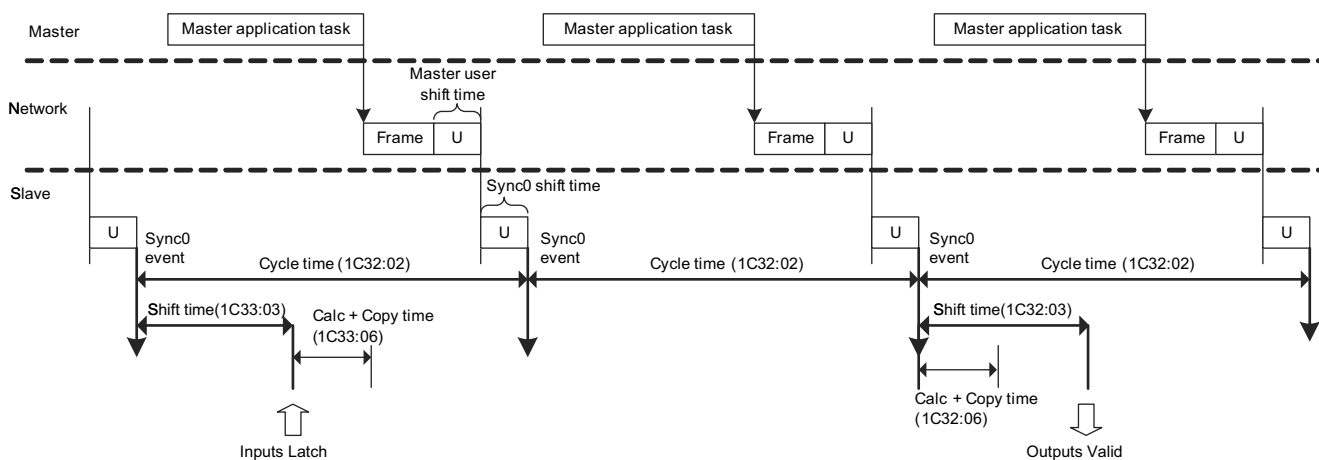 Master
Master application task
Master application task
Master application task
Master user
shift time
Network
Frame
U
Frame
U
Frame
U
Slave
Sync0 shift time
U
Sync0
event
U
Sync0
event
U
Sync0
event
U
Cycle time (1C32:02)
Cycle time (1C32:02)
Cycle time (1C32:02)
Shift time(1C33:03)
Calc + Copy time
(1C33:06)
Shift time(1C32:03)
Calc + Copy time
(1C32:06)
Inputs Latch
Outputs Valid